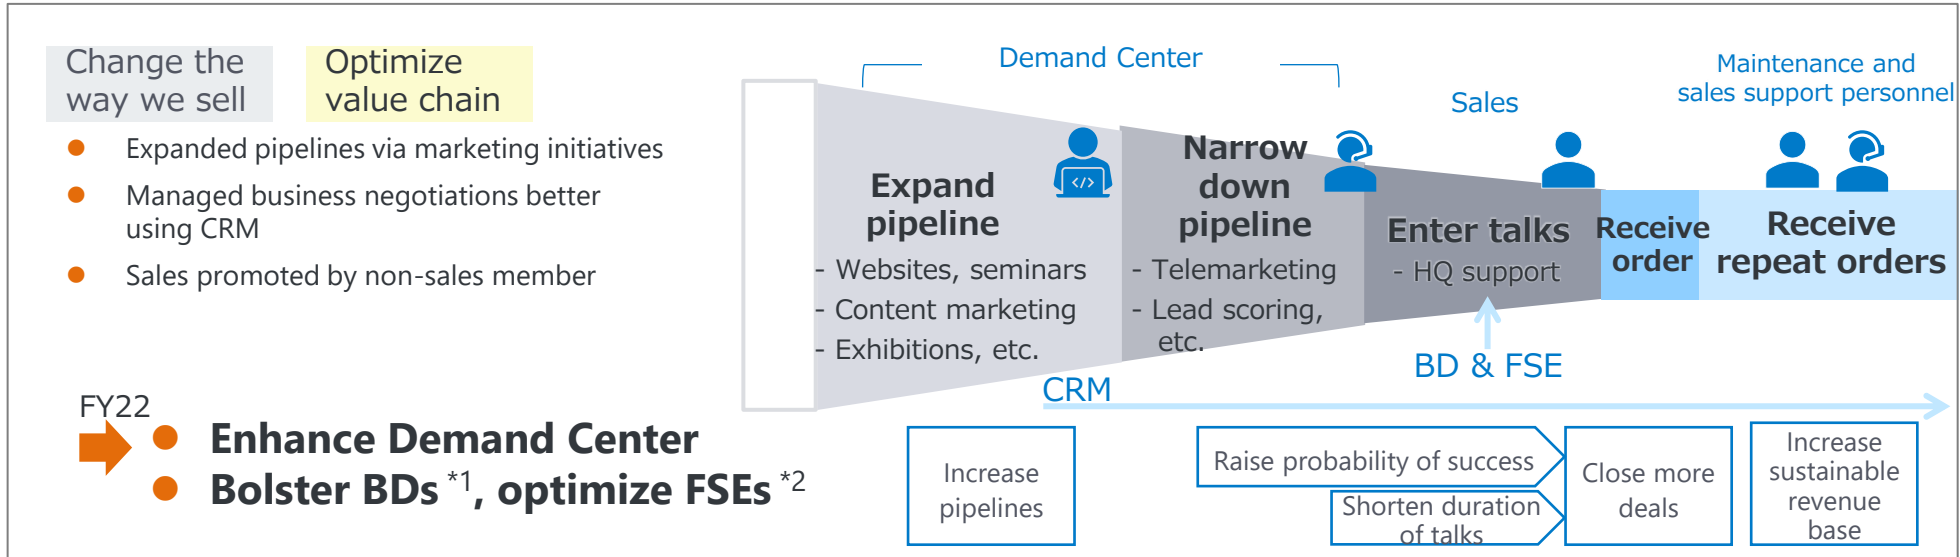 Change the
way we sell
Optimize
value chain
● Expanded pipelines via marketing initiatives
● Managed business negotiations better
using CRM
● Sales promoted by non-sales member
FY22
● Enhance Demand Center
● Bolster BDs *1, optimize FSEs *2
Demand Center
Sales
Maintenance and
sales support personnel
</>
Expand
pipeline
- Websites, seminars
- Content marketing
- Exhibitions, etc.
Narrow
down
pipeline
- Telemarketing
- Lead scoring,
etc.
Enter talks
- HQ support
Receive
order
Receive
repeat orders
BD & FSE
CRM
Increase
pipelines
Raise probability of success
Shorten duration
of talks
Close more
deals
Increase
sustainable
revenue
base